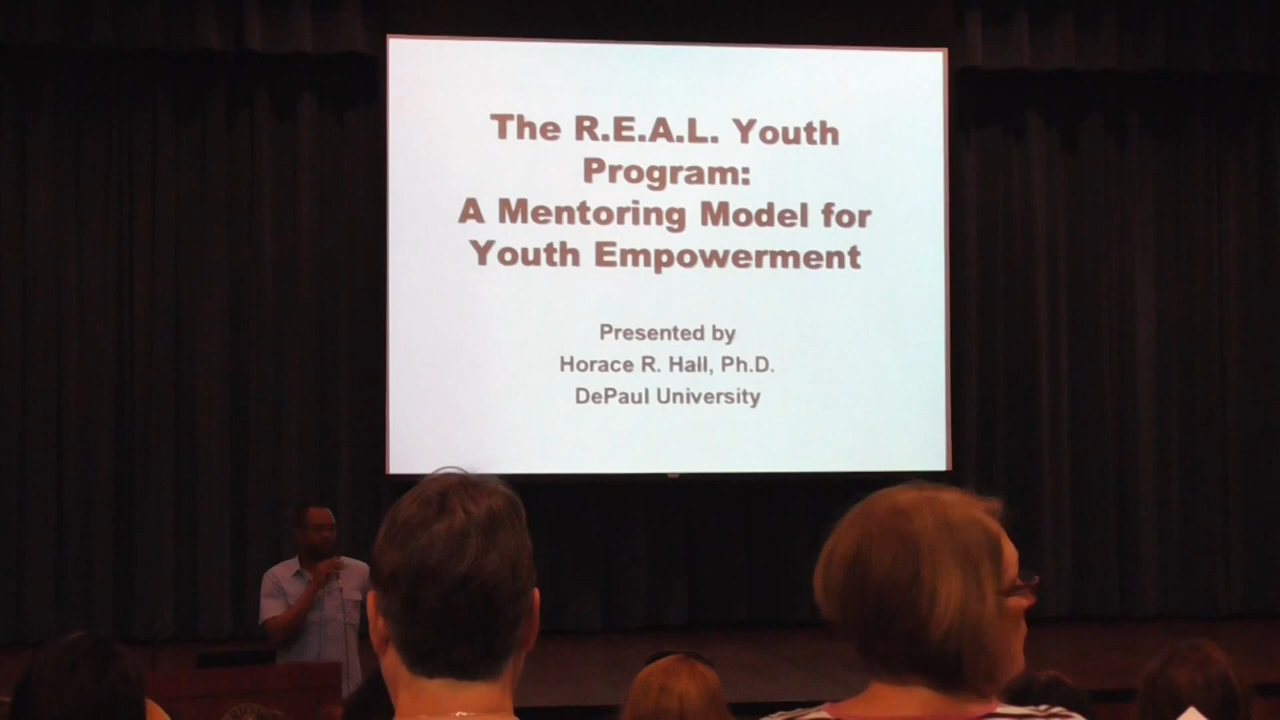 The R.E.A.L. Youth
Program:
A Mentoring Model for
Youth Empowerment
Presented by
Horace R. Hall, Ph.D.
DePaul University